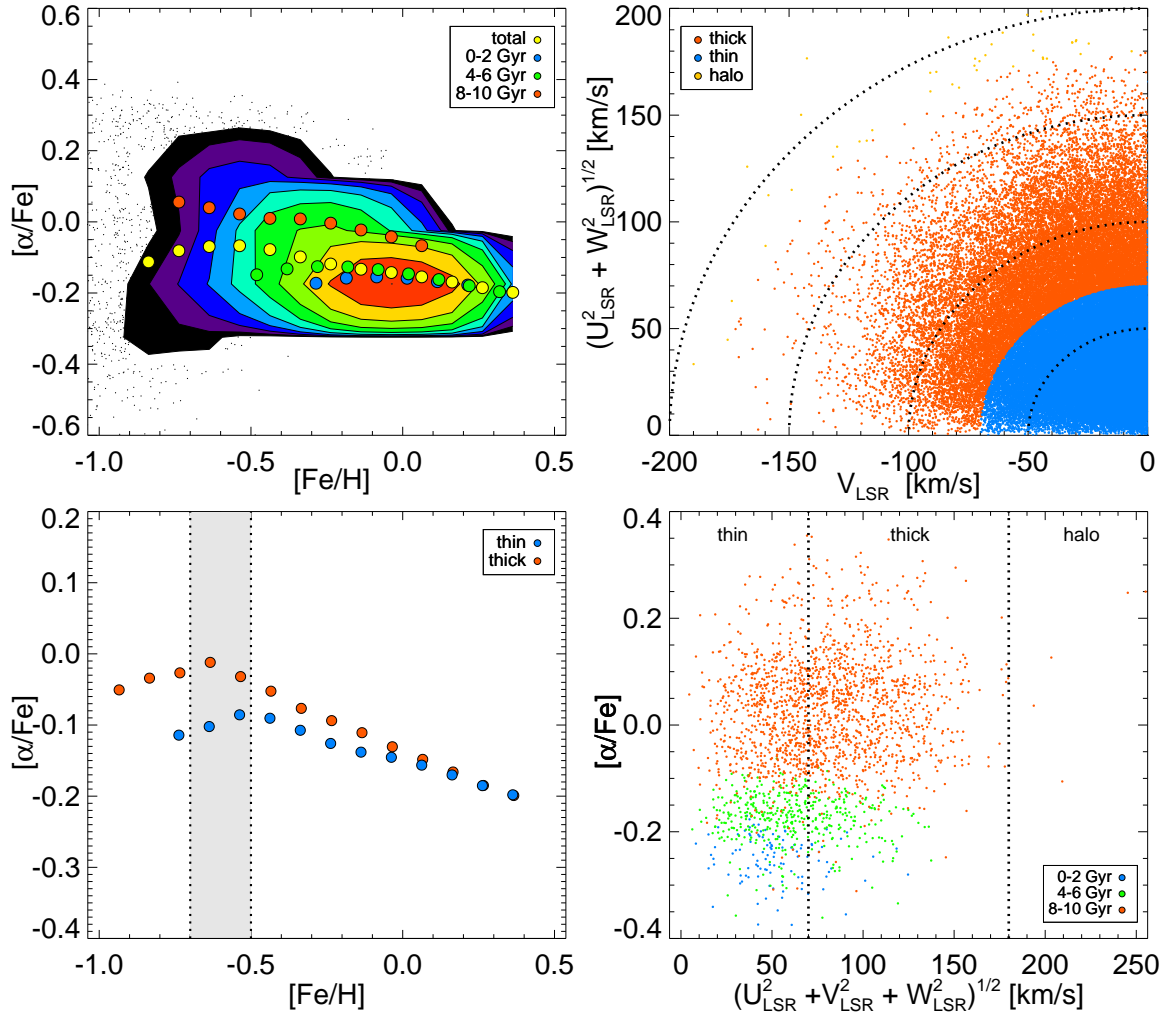 0.6
0.4
0.2
0.0
-0.2
-0.4
-0.6
[α/Fe]
total
0-2 Gyr
4-6 Gyr
8-10 Gyr
-1.0 -0.5 0.0 0.5
[Fe/H]
200
150
100
50
0
(U²LSR + W²LSR)^1/2 [km/s]
thick
thin
halo
-200 -150 -100 -50 0
VLSR [km/s]
0.2
0.1
0.0
-0.1
-0.2
-0.3
-0.4
[α/Fe]
thin
thick
-1.0 -0.5 0.0 0.5
[Fe/H]
0.4
0.2
0.0
-0.2
-0.4
[α/Fe]
thin thick halo
0-2 Gyr
4-6 Gyr
8-10 Gyr
0 50 100 150 200 250
(U²LSR +V²LSR + W²LSR)^1/2 [km/s]